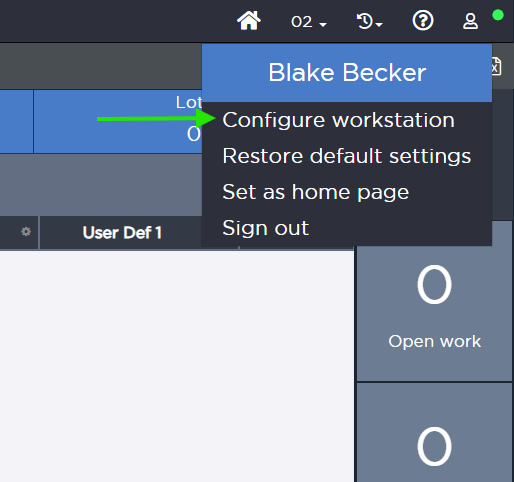 02
Blake Becker
Lot
0
Configure workstation
Restore default settings
Set as home page
Sign out
User Def 1
0
Open work
0